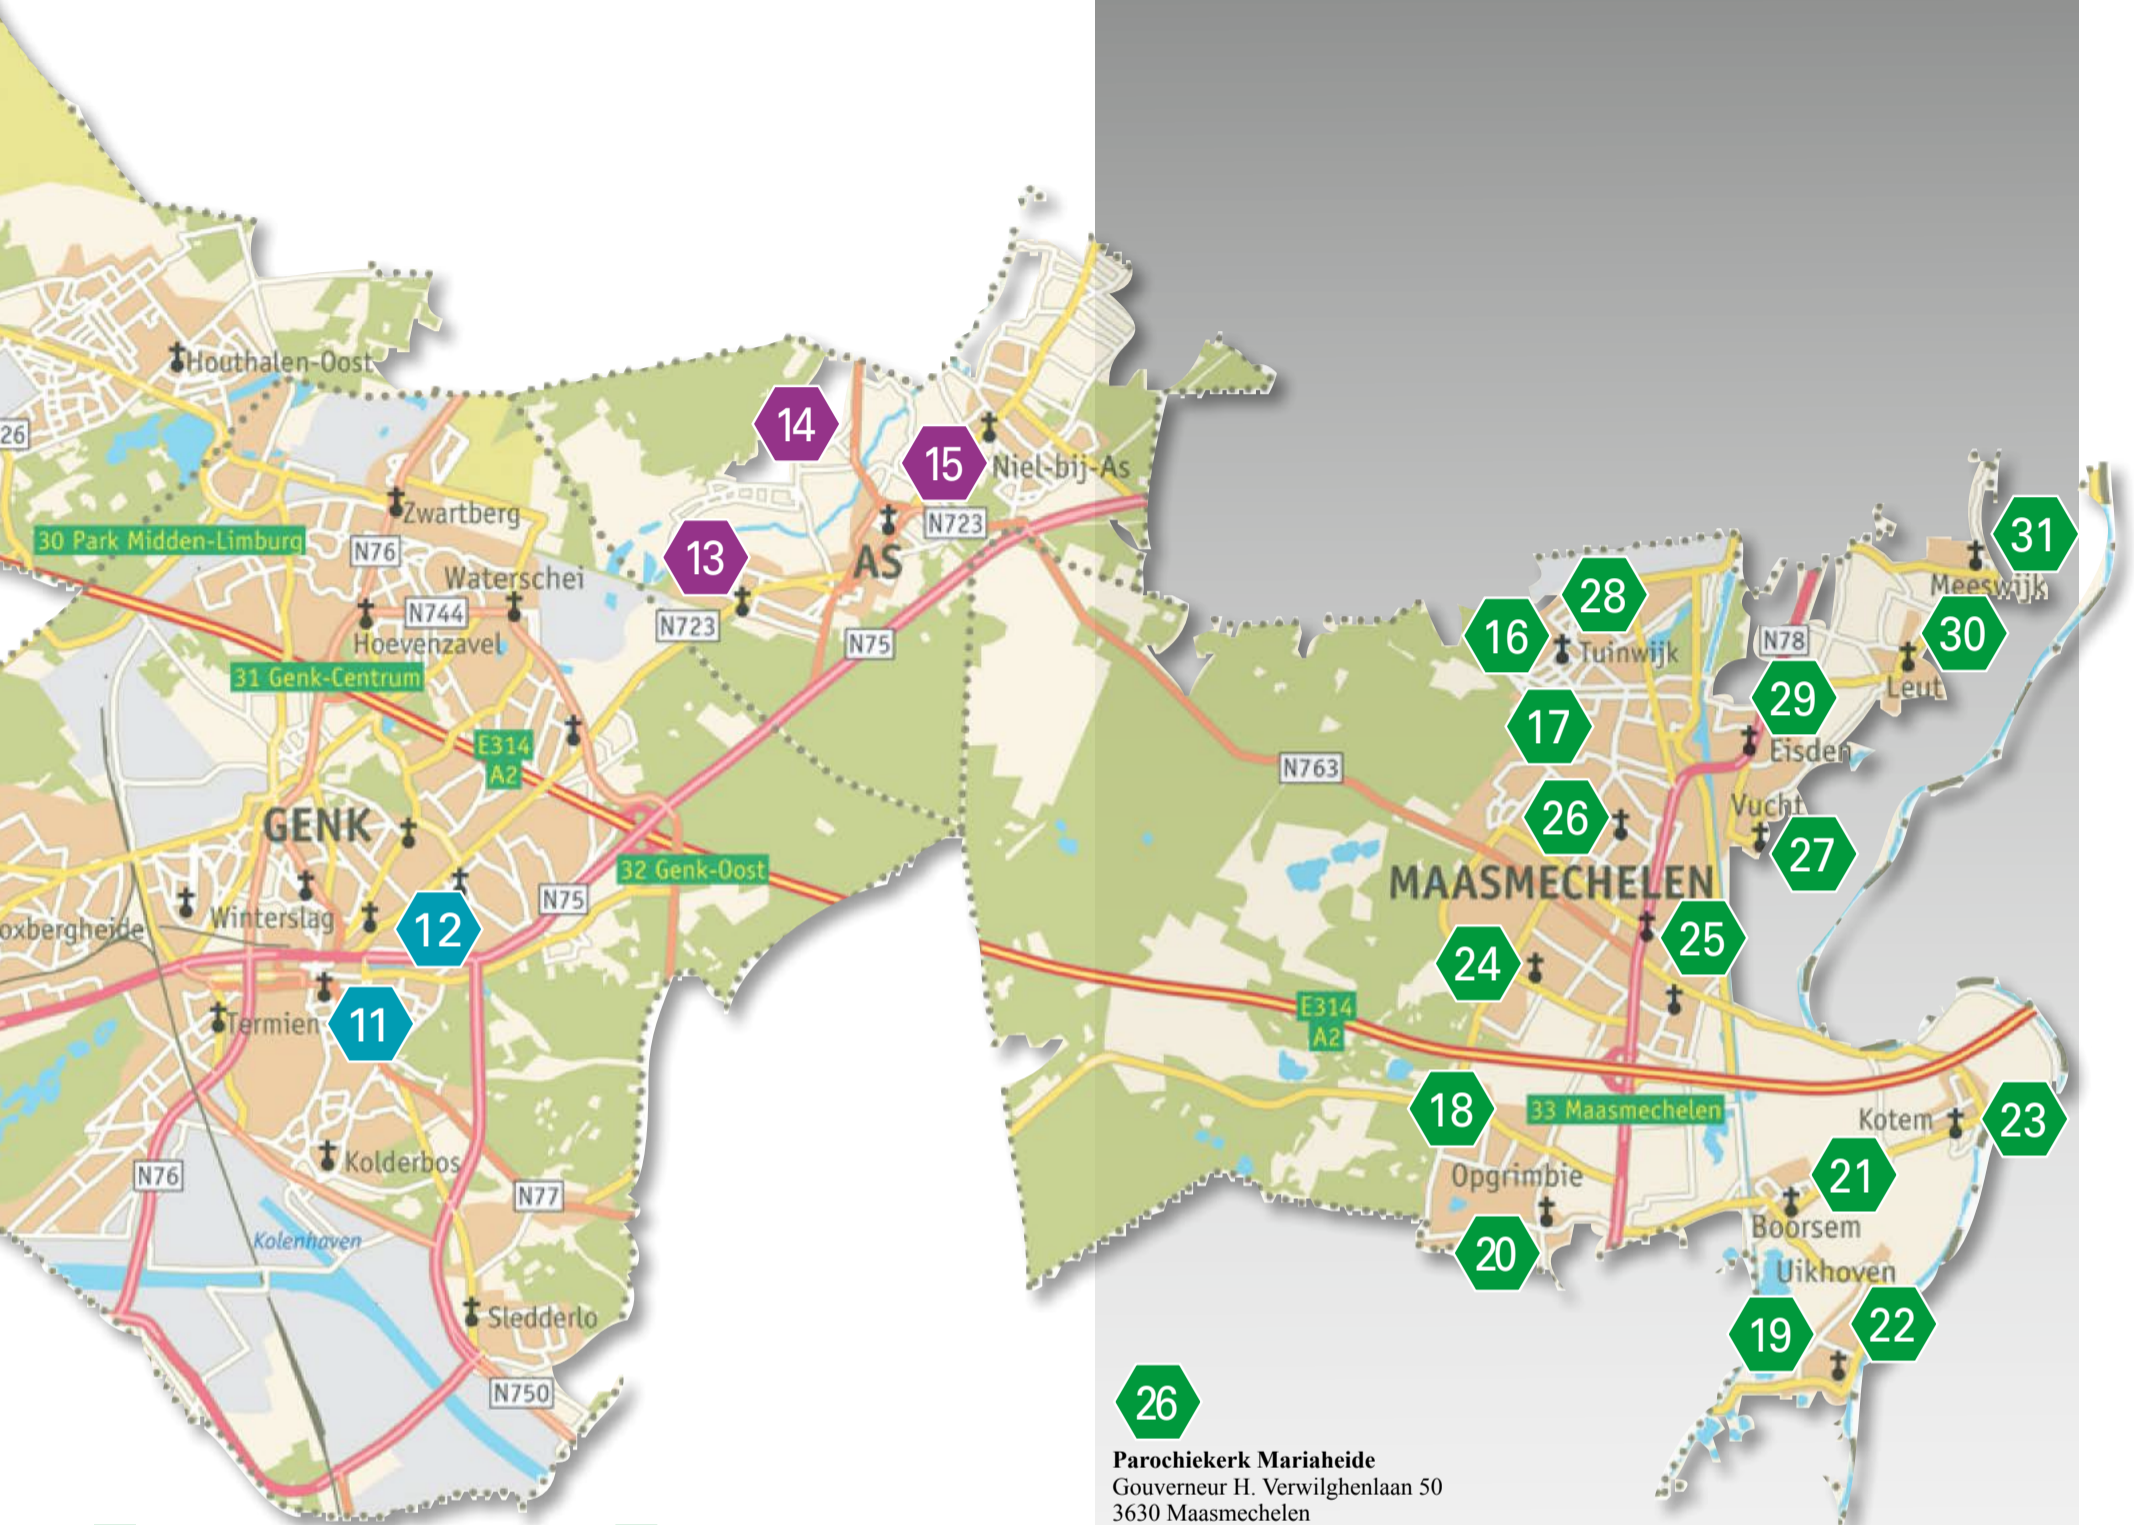 Houthalen-Oost
26
14
15
Niel-bij-As
Zwartberg
30 Park Midden-Limburg
N76
N723
13
AS
31
Waterschei
Meeswijk
28
N744
N723
16
30
Hoevenzavel
N75
Tuinwijk
N78
31 Genk-Centrum
Leut
29
17
E314
A2
Eisden
N763
Vucht
26
GENK
27
32 Genk-Oost
MAASMECHELEN
N75
Winterslag
12
oxbergheide
25
24
E314
A2
Termien
11
18
33 Maasmechelen
Kotem
23
Kolderbos
N76
Opgrimbie
21
N77
Boorsem
Kolenhaven
20
Uikhoven
Sledderlo
19
22
N750
26
Parochiekerk Mariaheide
Gouverneur H. Verwilghenlaan 50
3630 Maasmechelen